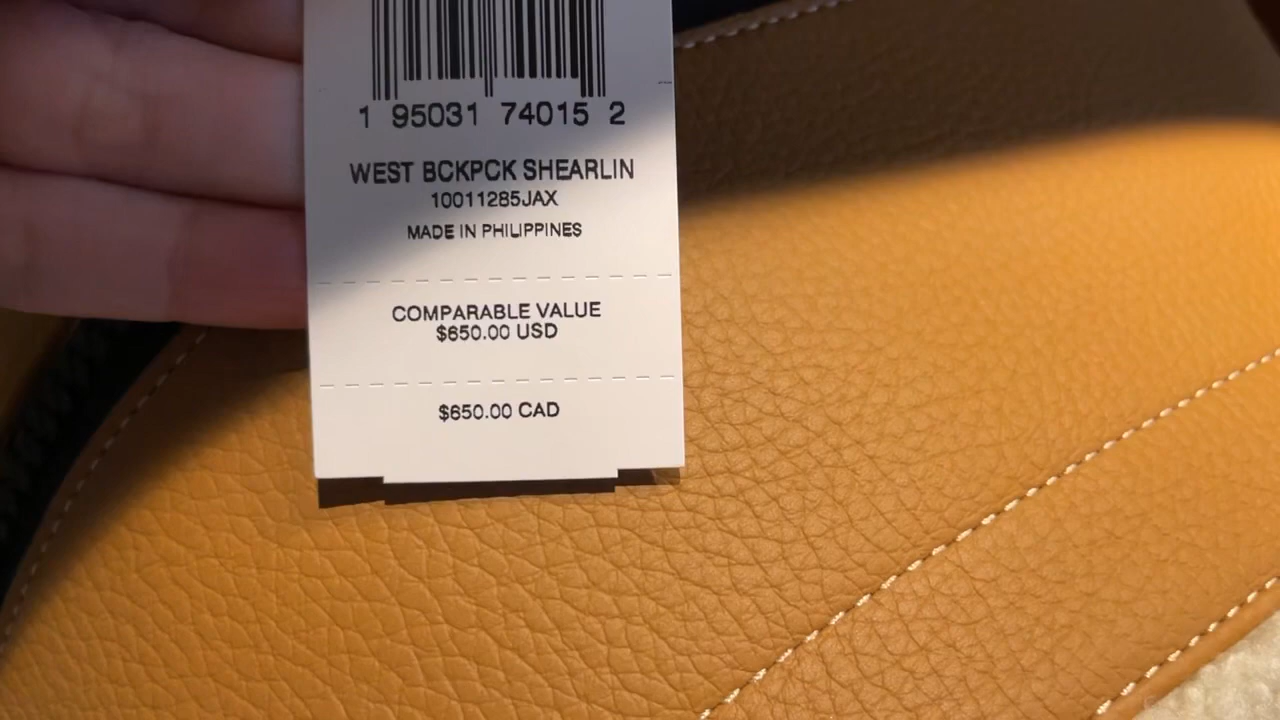 1 95031 74015 2
WEST BCKPCK SHEARLIN
10011285JAX
MADE IN PHILIPPINES
COMPARABLE VALUE
$650.00 USD
$650.00 CAD